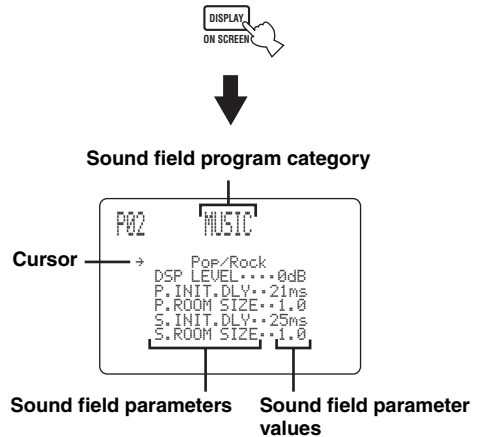 DISPLAY
ON SCREEN
Sound field program category
P02 MUSIC
Cursor → Pop/Rock
DSP LEVEL････0dB
P.INIT.DLY･･21ms
P.ROOM SIZE･･1.0
S.INIT.DLY･･25ms
S.ROOM SIZE･･1.0
Sound field parameters Sound field parameter
values